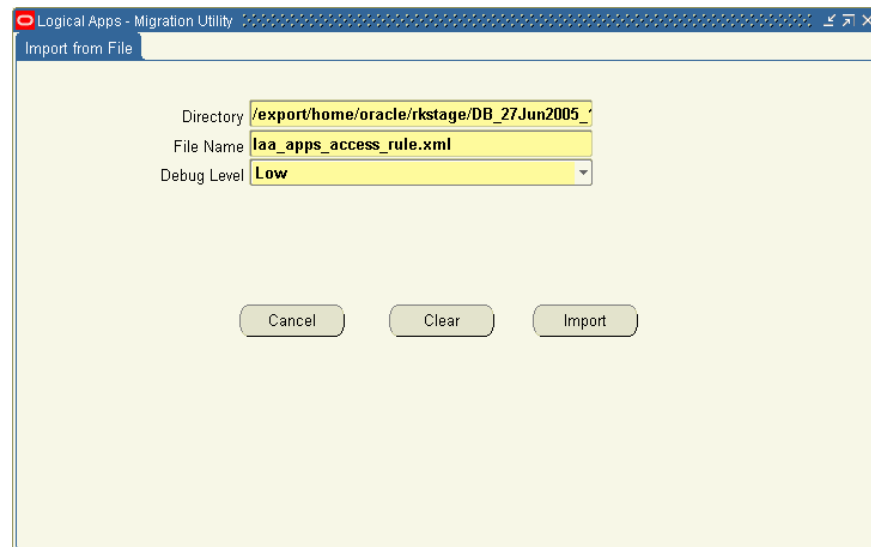 Logical Apps - Migration Utility
Import from File
Directory /export/home/oracle/rkstage/DB_27Jun2005_
File Name laa_apps_access_rule.xml
Debug Level Low
Cancel Clear Import